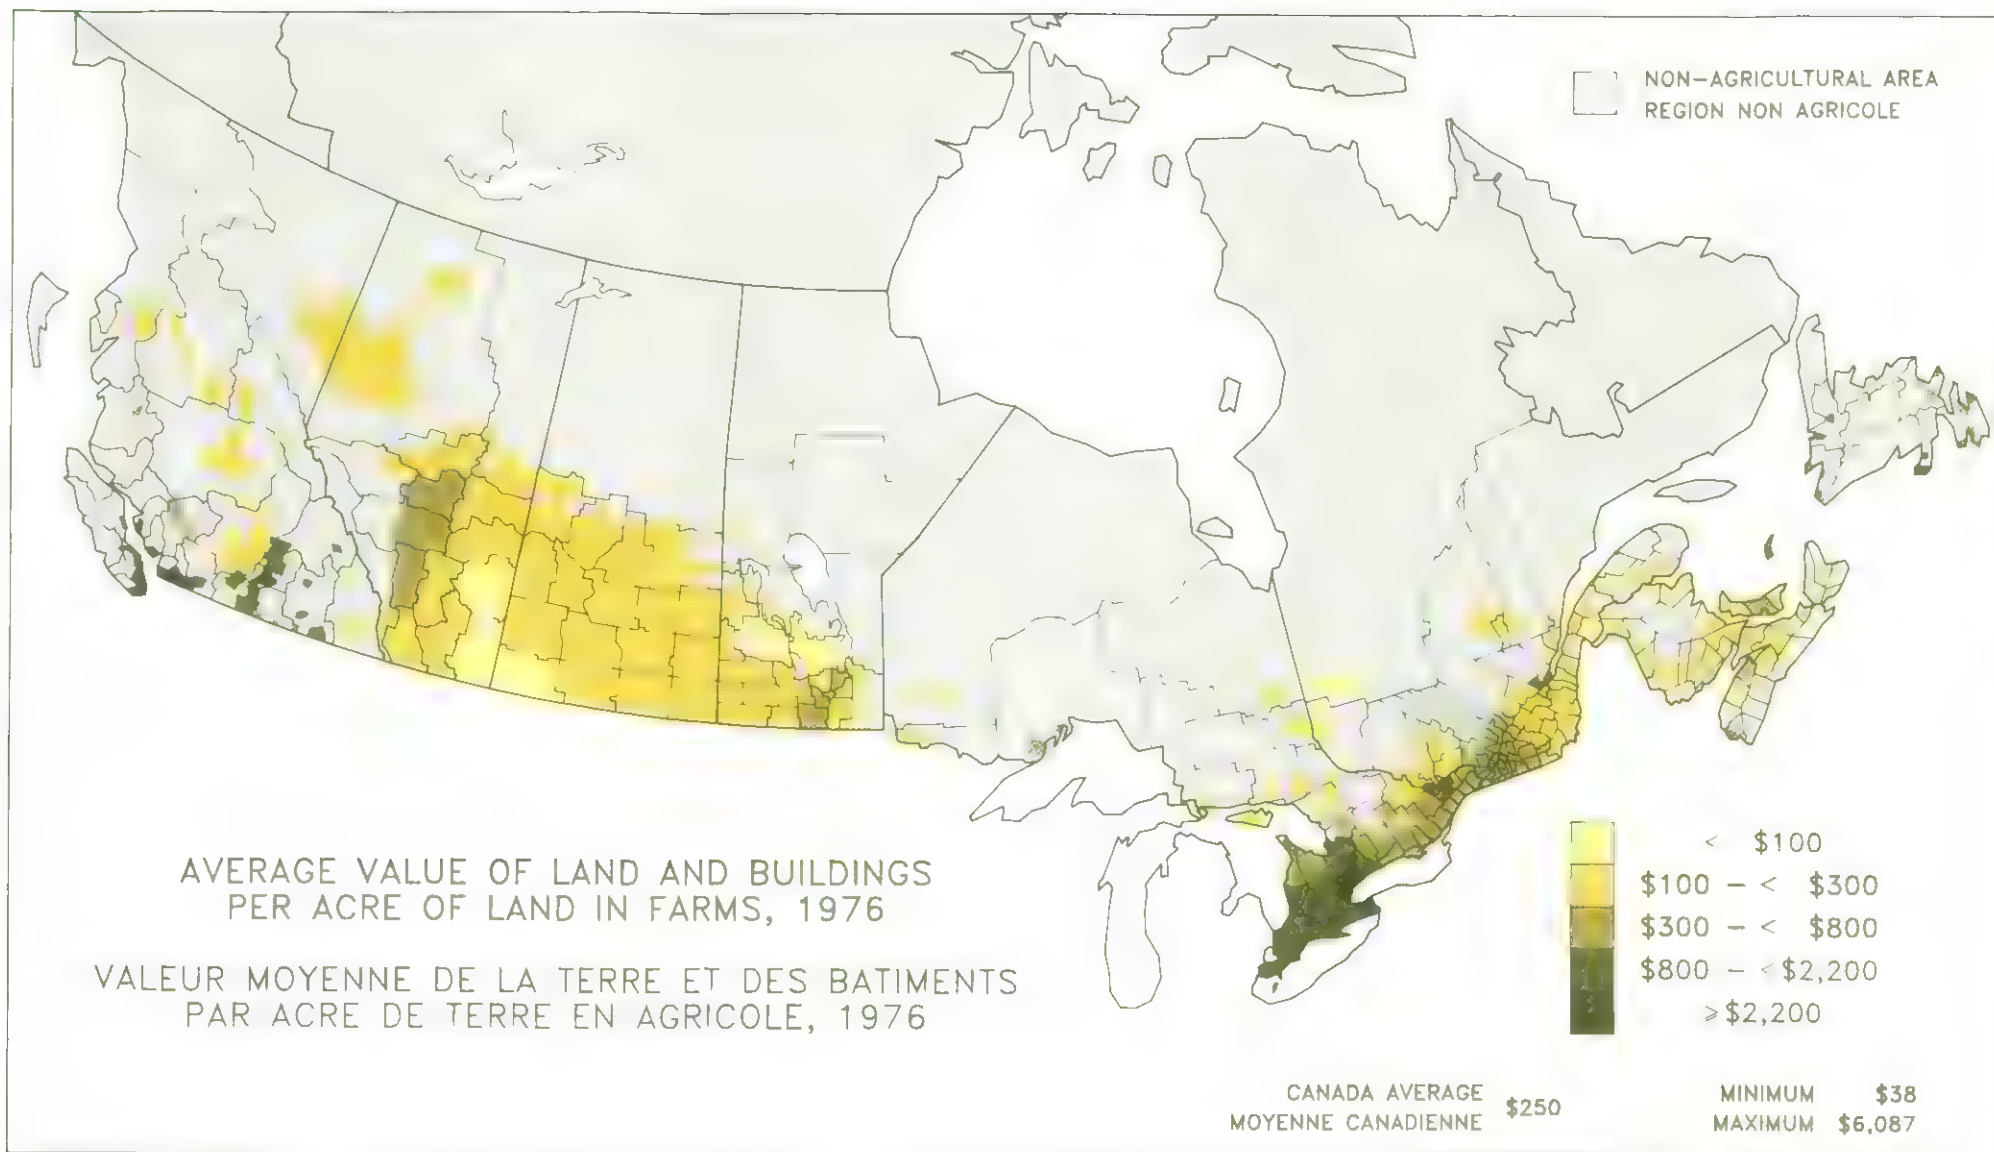 NON-AGRICULTURAL AREA
REGION NON AGRICOLE
AVERAGE VALUE OF LAND AND BUILDINGS
PER ACRE OF LAND IN FARMS, 1976
VALEUR MOYENNE DE LA TERRE ET DES BATIMENTS
PAR ACRE DE TERRE EN AGRICOLE, 1976
< $100
$100 - < $300
$300 - < $800
$800 - < $2,200
⩾ $2,200
CANADA AVERAGE
MOYENNE CANADIENNE
$250
MINIMUM $38
MAXIMUM $6,087